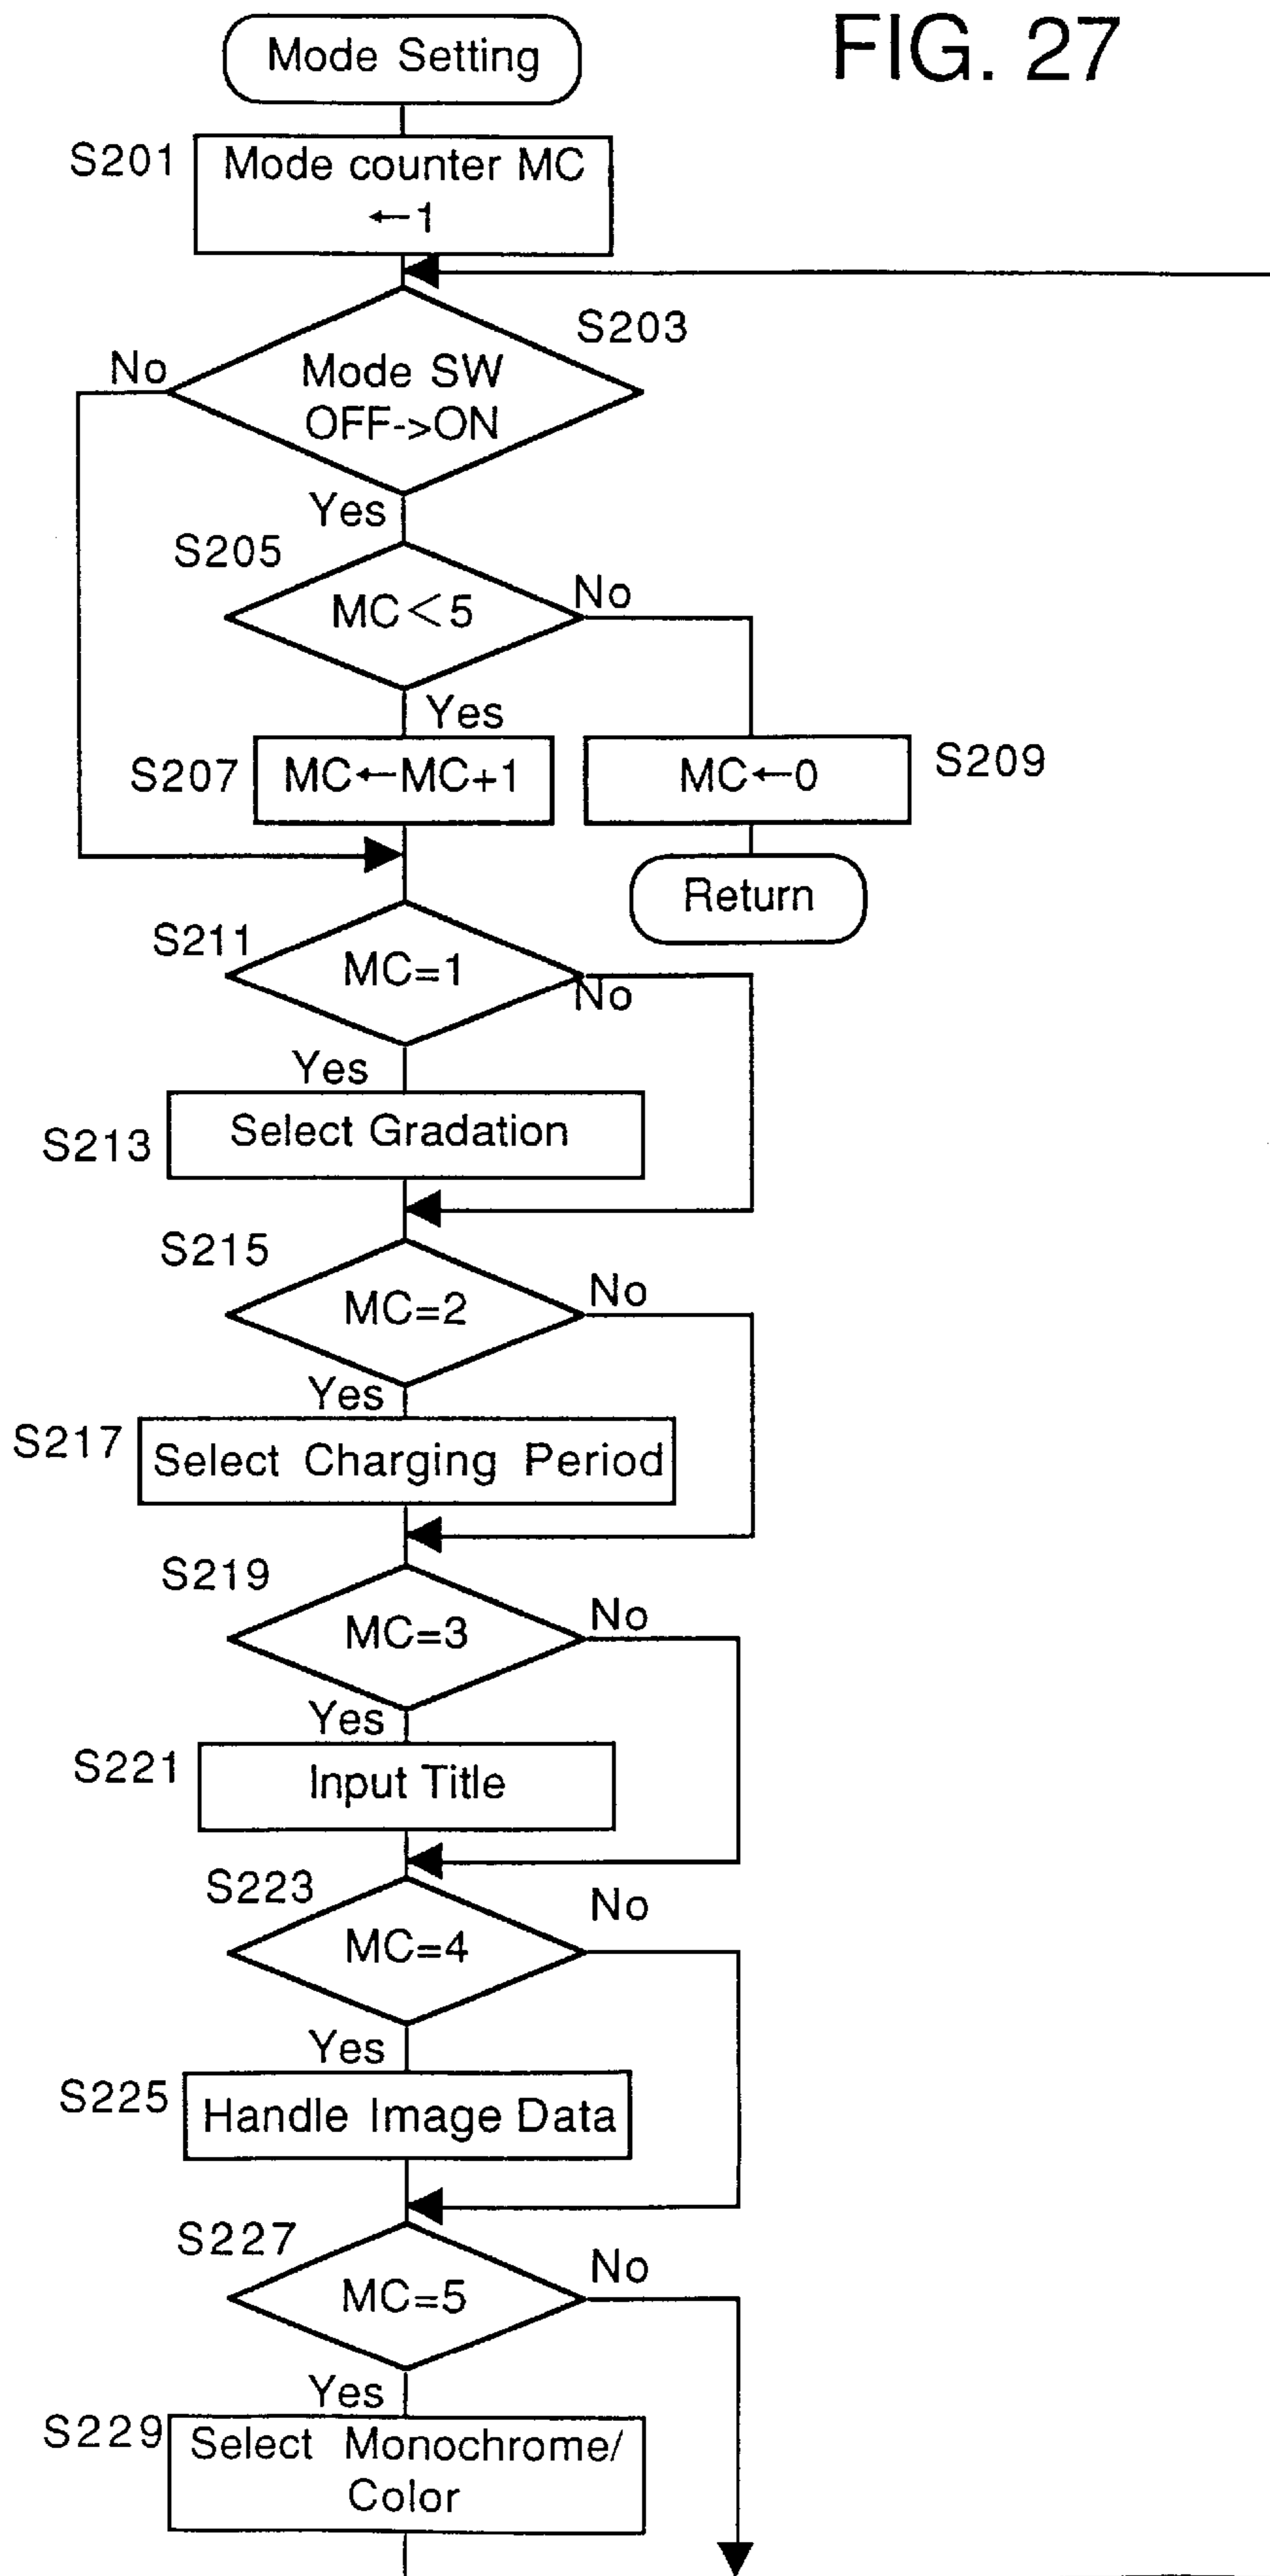 FIG. 27
Mode Setting
S201
Mode counter MC
←1
S203
No
Mode SW
OFF->ON
Yes
S205
MC<5
No
Yes
S207
MC←MC+1
MC←0
S209
Return
S211
MC=1
No
Yes
S213
Select Gradation
S215
MC=2
No
Yes
S217
Select Charging Period
S219
MC=3
No
Yes
S221
Input Title
S223
MC=4
No
Yes
S225
Handle Image Data
S227
MC=5
No
Yes
S229
Select Monochrome/
Color